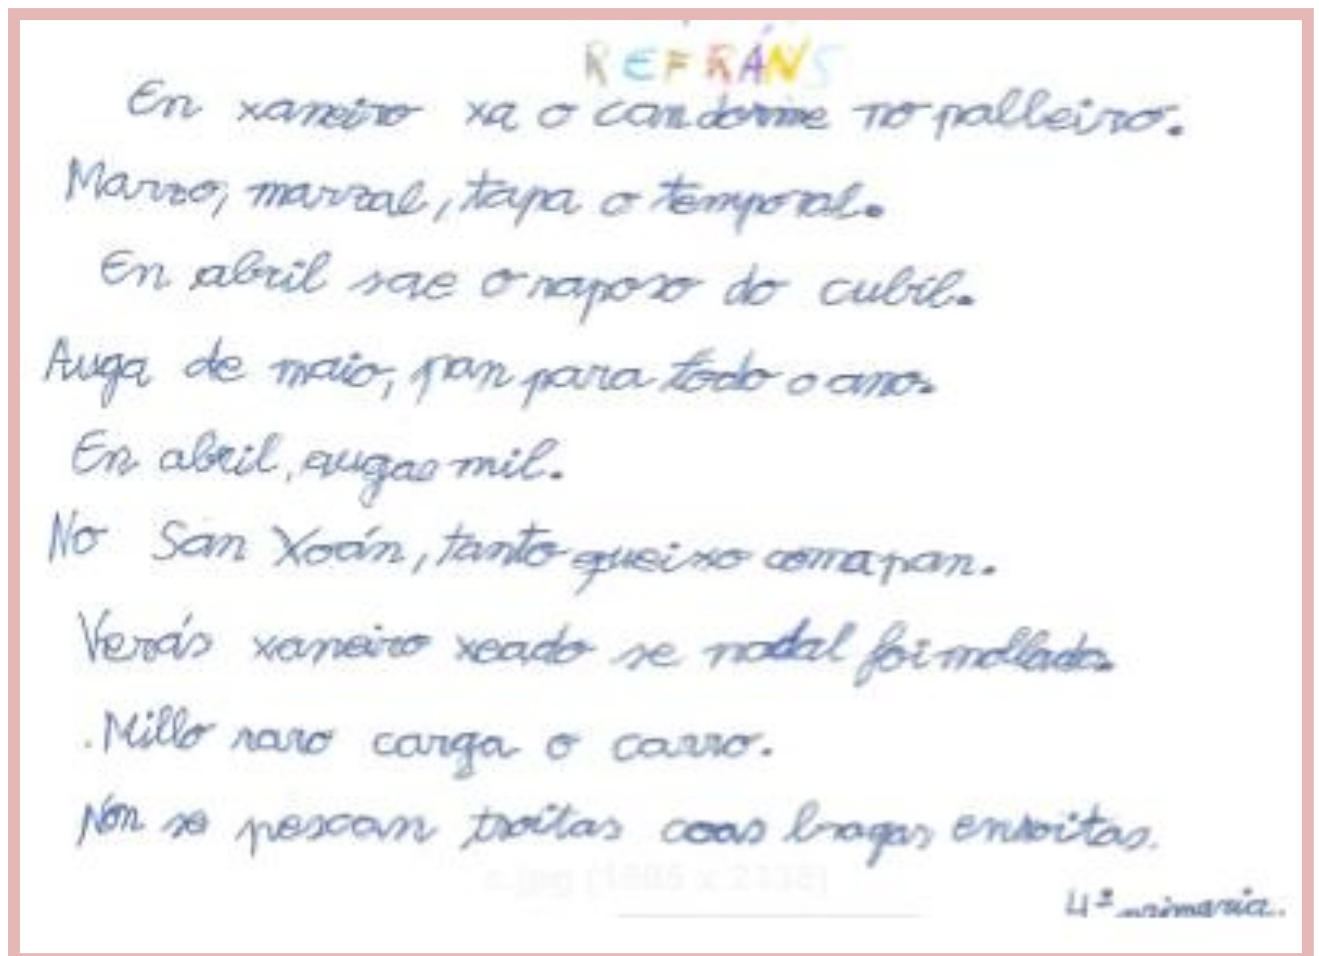 REFRÁNS
En xaneiro xa o can dorme no palleiro.
Marzo, marzal, tapa o temporal.
En abril sae o raposo do cubil.
Auga de maio, pan para todo o ano.
En abril, augas mil.
No San Xoán, tanto queixo coma pan.
Verás xaneiro xeado se nadal foi mollado.
.Millo raro carga o carro.
Non se pescan troitas coas bragas enxoitas.
c.jpg
4º primaria.